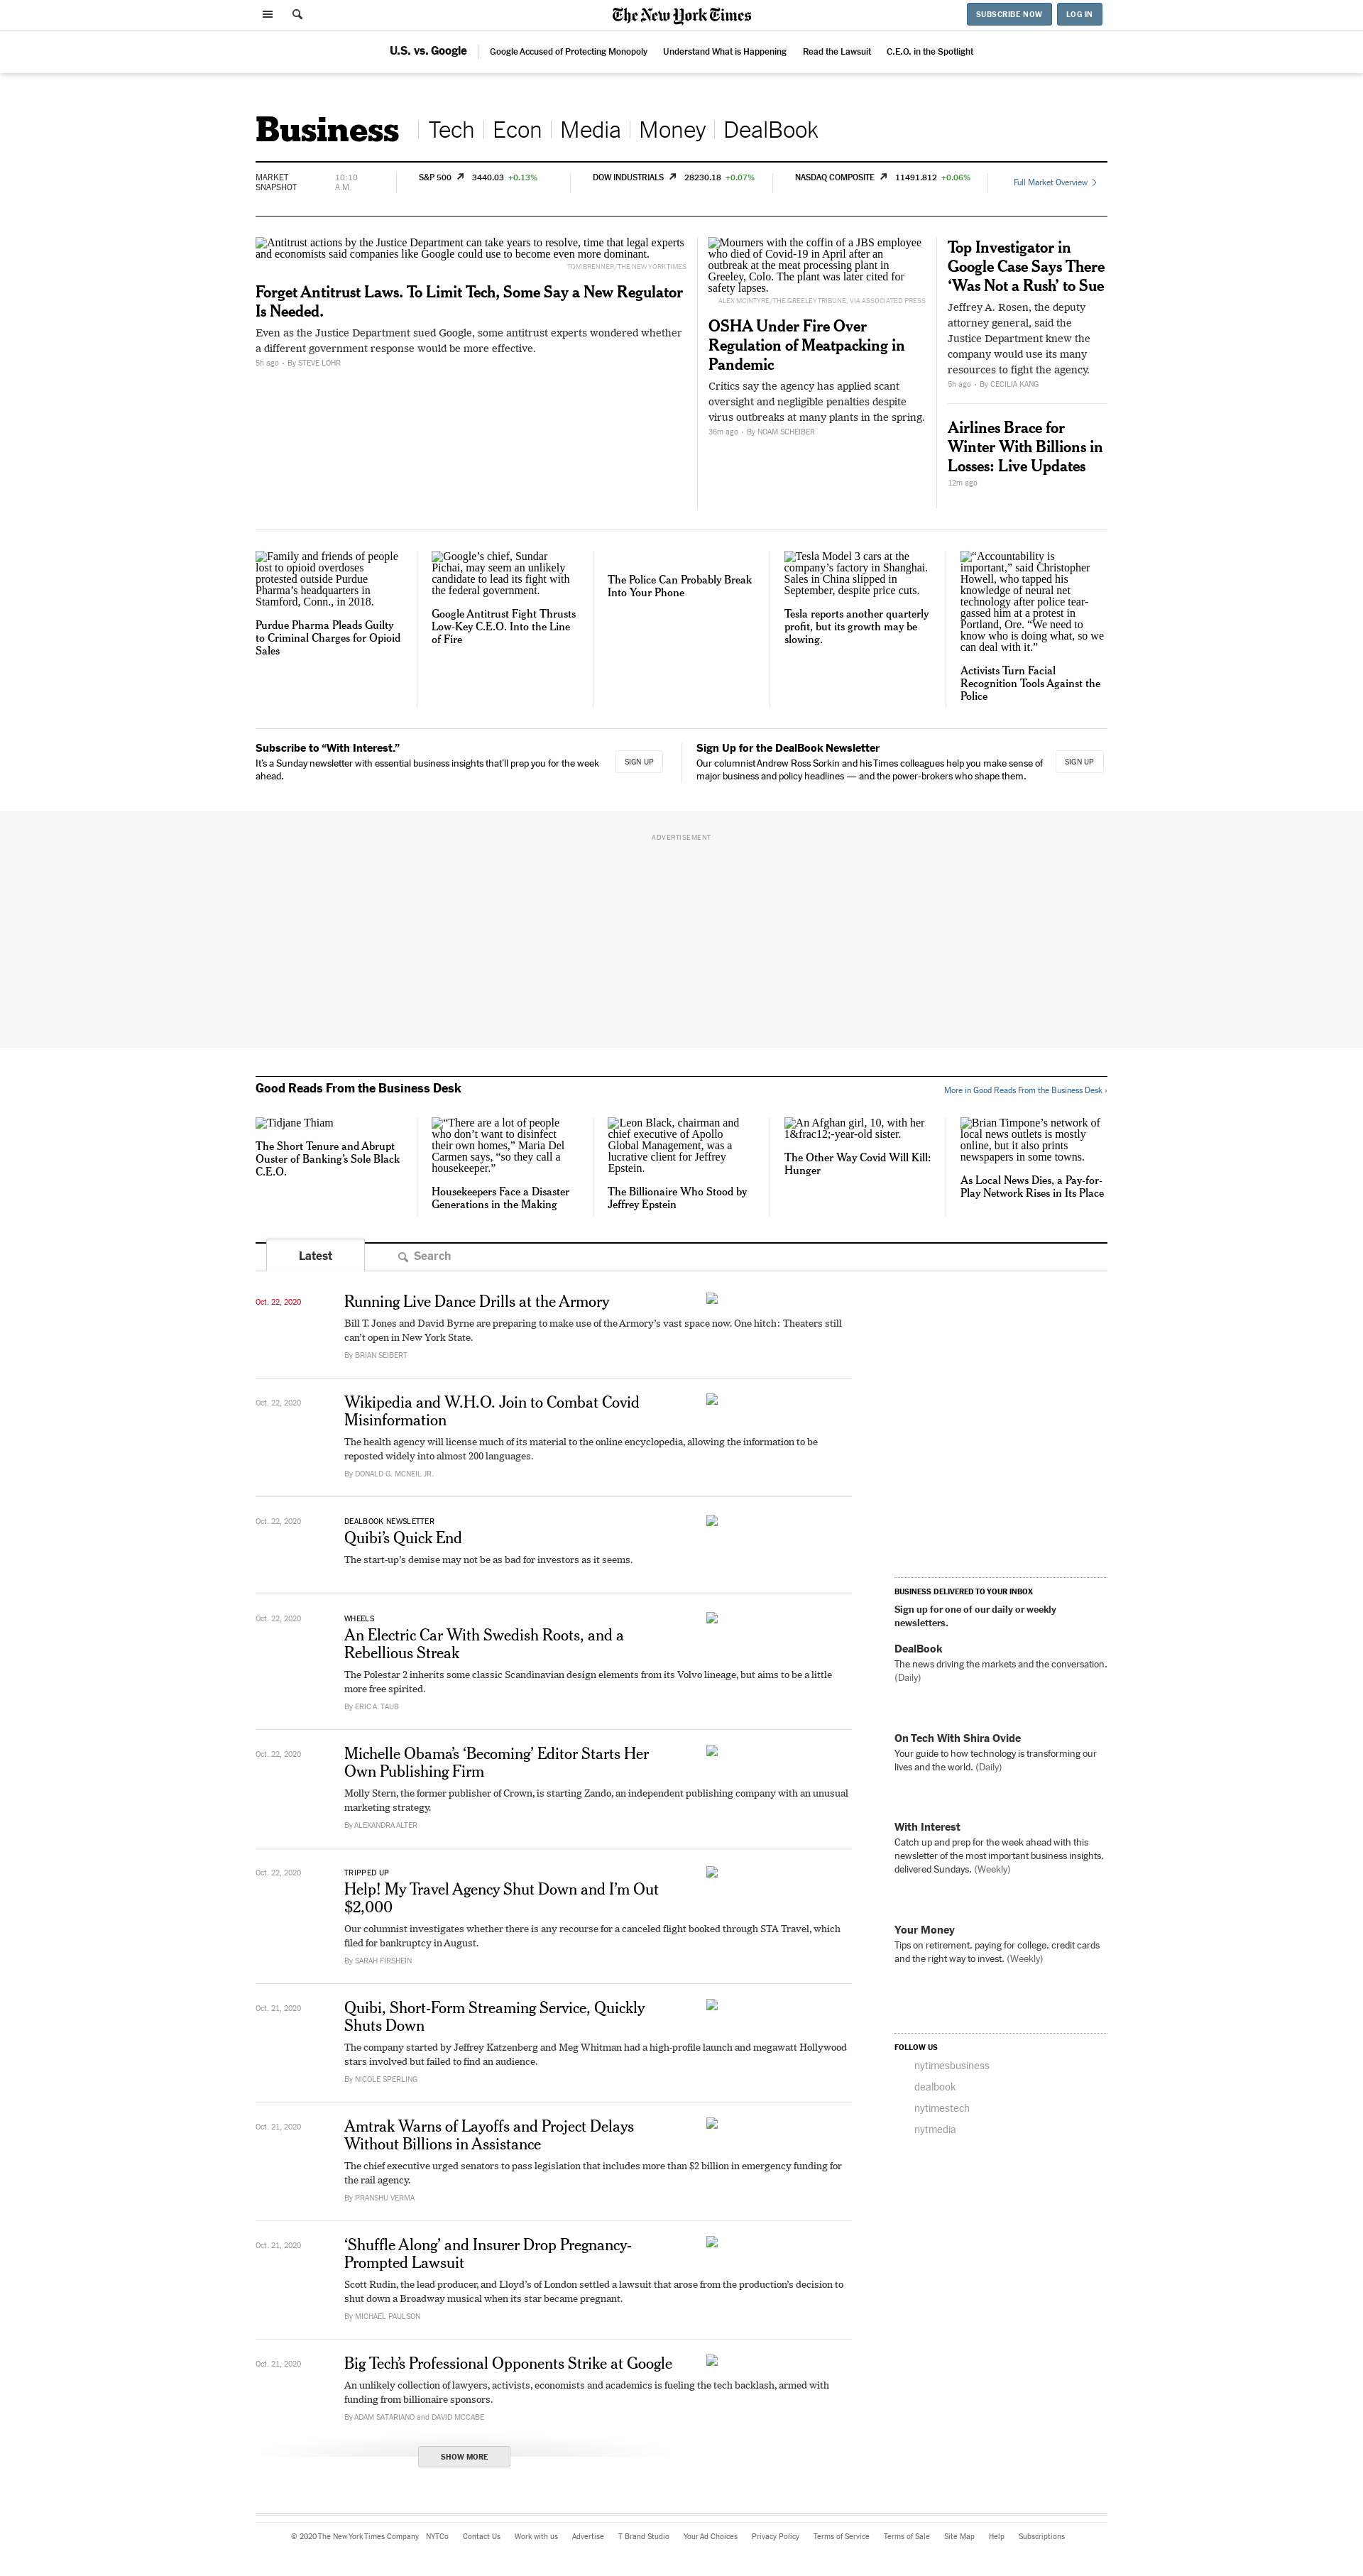 The New York Times
SUBSCRIBE NOW
LOG IN
U.S. vs. Google
Google Accused of Protecting Monopoly
Understand What is Happening
Read the Lawsuit
C.E.O. in the Spotlight
Business
Tech
Econ
Media
Money
DealBook
MARKET
SNAPSHOT
10:10
A.M.
S&P 500 3440.03 +0.13%
DOW INDUSTRIALS 28230.18 +0.07%
NASDAQ COMPOSITE 11491.812 +0.06%
Full Market Overview
Antitrust actions by the Justice Department can take years to resolve, time that legal experts
and economists said companies like Google could use to become even more dominant.
TOM BRENNER/THE NEW YORK TIMES
Forget Antitrust Laws. To Limit Tech, Some Say a New Regulator
Is Needed.
Even as the Justice Department sued Google, some antitrust experts wondered whether
a different government response would be more effective.
5h ago • By STEVE LOHR
Mourners with the coffin of a JBS employee
who died of Covid-19 in April after an
outbreak at the meat processing plant in
Greeley, Colo. The plant was later cited for
safety lapses.
ALEX MCINTYRE/THE GREELEY TRIBUNE, VIA ASSOCIATED PRESS
OSHA Under Fire Over
Regulation of Meatpacking in
Pandemic
Critics say the agency has applied scant
oversight and negligible penalties despite
virus outbreaks at many plants in the spring.
36m ago • By NOAM SCHEIBER
Top Investigator in
Google Case Says There
‘Was Not a Rush’ to Sue
Jeffrey A. Rosen, the deputy
attorney general, said the
Justice Department knew the
company would use its many
resources to fight the agency.
5h ago • By CECILIA KANG
Airlines Brace for
Winter With Billions in
Losses: Live Updates
12m ago
Family and friends of people
lost to opioid overdoses
protested outside Purdue
Pharma’s headquarters in
Stamford, Conn., in 2018.
Purdue Pharma Pleads Guilty
to Criminal Charges for Opioid
Sales
Google’s chief, Sundar
Pichai, may seem an unlikely
candidate to lead its fight with
the federal government.
Google Antitrust Fight Thrusts
Low-Key C.E.O. Into the Line
of Fire
The Police Can Probably Break
Into Your Phone
Tesla Model 3 cars at the
company’s factory in Shanghai.
Sales in China slipped in
September, despite price cuts.
Tesla reports another quarterly
profit, but its growth may be
slowing.
“Accountability is
important,” said Christopher
Howell, who tapped his
knowledge of neural net
technology after police tear-
gassed him at a protest in
Portland, Ore. “We need to
know who is doing what, so we
can deal with it.”
Activists Turn Facial
Recognition Tools Against the
Police
Subscribe to “With Interest.”
It’s a Sunday newsletter with essential business insights that’ll prep you for the week
ahead.
SIGN UP
Sign Up for the DealBook Newsletter
Our columnist Andrew Ross Sorkin and his Times colleagues help you make sense of
major business and policy headlines — and the power-brokers who shape them.
SIGN UP
ADVERTISEMENT
Good Reads From the Business Desk
More in Good Reads From the Business Desk ›
Tidjane Thiam
The Short Tenure and Abrupt
Ouster of Banking’s Sole Black
C.E.O.
“There are a lot of people
who don’t want to disinfect
their own homes,” Maria Del
Carmen says, “so they call a
housekeeper.”
Housekeepers Face a Disaster
Generations in the Making
Leon Black, chairman and
chief executive of Apollo
Global Management, was a
lucrative client for Jeffrey
Epstein.
The Billionaire Who Stood by
Jeffrey Epstein
An Afghan girl, 10, with her
1&frac12;-year-old sister.
The Other Way Covid Will Kill:
Hunger
Brian Timpone’s network of
local news outlets is mostly
online, but it also prints
newspapers in some towns.
As Local News Dies, a Pay-for-
Play Network Rises in Its Place
Latest
Search
Oct. 22, 2020
Running Live Dance Drills at the Armory
Bill T. Jones and David Byrne are preparing to make use of the Armory’s vast space now. One hitch: Theaters still
can’t open in New York State.
By BRIAN SEIBERT
Oct. 22, 2020
Wikipedia and W.H.O. Join to Combat Covid
Misinformation
The health agency will license much of its material to the online encyclopedia, allowing the information to be
reposted widely into almost 200 languages.
By DONALD G. MCNEIL JR.
Oct. 22, 2020
DEALBOOK NEWSLETTER
Quibi’s Quick End
The start-up’s demise may not be as bad for investors as it seems.
Oct. 22, 2020
WHEELS
An Electric Car With Swedish Roots, and a
Rebellious Streak
The Polestar 2 inherits some classic Scandinavian design elements from its Volvo lineage, but aims to be a little
more free spirited.
By ERIC A. TAUB
Oct. 22, 2020
Michelle Obama’s ‘Becoming’ Editor Starts Her
Own Publishing Firm
Molly Stern, the former publisher of Crown, is starting Zando, an independent publishing company with an unusual
marketing strategy.
By ALEXANDRA ALTER
Oct. 22, 2020
TRIPPED UP
Help! My Travel Agency Shut Down and I’m Out
$2,000
Our columnist investigates whether there is any recourse for a canceled flight booked through STA Travel, which
filed for bankruptcy in August.
By SARAH FIRSHEIN
Oct. 21, 2020
Quibi, Short-Form Streaming Service, Quickly
Shuts Down
The company started by Jeffrey Katzenberg and Meg Whitman had a high-profile launch and megawatt Hollywood
stars involved but failed to find an audience.
By NICOLE SPERLING
Oct. 21, 2020
Amtrak Warns of Layoffs and Project Delays
Without Billions in Assistance
The chief executive urged senators to pass legislation that includes more than $2 billion in emergency funding for
the rail agency.
By PRANSHU VERMA
Oct. 21, 2020
‘Shuffle Along’ and Insurer Drop Pregnancy-
Prompted Lawsuit
Scott Rudin, the lead producer, and Lloyd’s of London settled a lawsuit that arose from the production’s decision to
shut down a Broadway musical when its star became pregnant.
By MICHAEL PAULSON
Oct. 21, 2020
Big Tech’s Professional Opponents Strike at Google
An unlikely collection of lawyers, activists, economists and academics is fueling the tech backlash, armed with
funding from billionaire sponsors.
By ADAM SATARIANO and DAVID MCCABE
SHOW MORE
BUSINESS DELIVERED TO YOUR INBOX
Sign up for one of our daily or weekly
newsletters.
DealBook
The news driving the markets and the conversation.
(Daily)
On Tech With Shira Ovide
Your guide to how technology is transforming our
lives and the world. (Daily)
With Interest
Catch up and prep for the week ahead with this
newsletter of the most important business insights,
delivered Sundays. (Weekly)
Your Money
Tips on retirement, paying for college, credit cards
and the right way to invest. (Weekly)
FOLLOW US
nytimesbusiness
dealbook
nytimestech
nytmedia
© 2020 The New York Times Company
NYTCo
Contact Us
Work with us
Advertise
T Brand Studio
Your Ad Choices
Privacy Policy
Terms of Service
Terms of Sale
Site Map
Help
Subscriptions